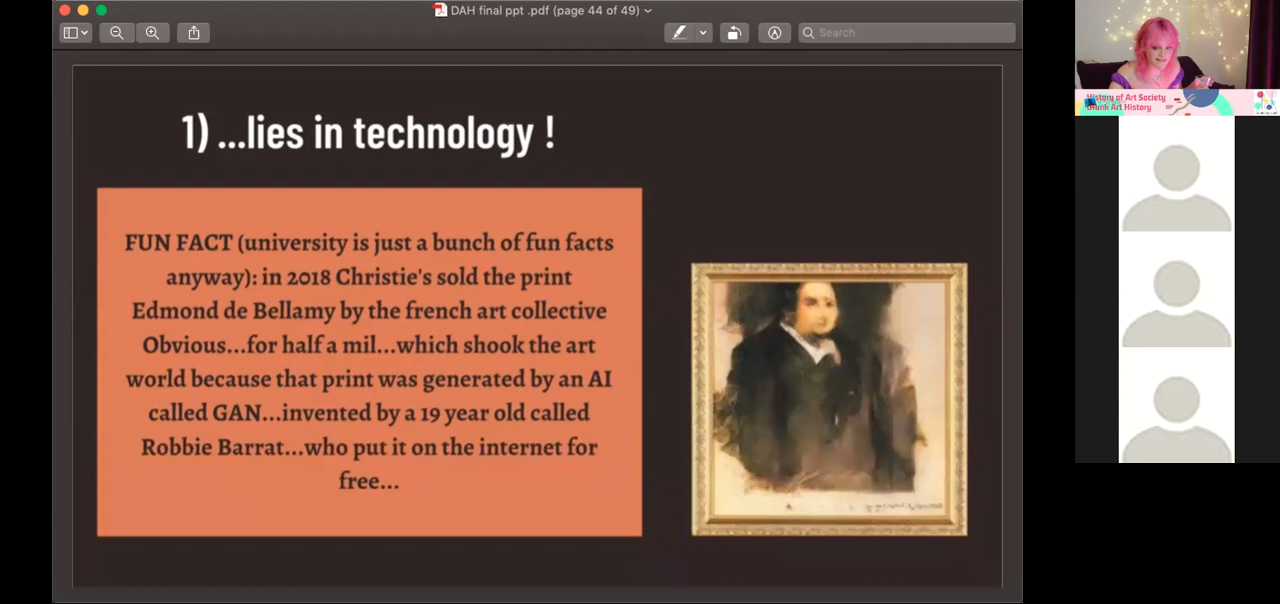 DAH final ppt .pdf (page 44 of 49)
Search
1) ...lies in technology !
FUN FACT (university is just a bunch of fun facts
anyway): in 2018 Christie's sold the print
Edmond de Bellamy by the french art collective
Obvious...for half a mil...which shook the art
world because that print was generated by an AI
called GAN...invented by a 19 year old called
Robbie Barrat...who put it on the internet for
free...
History of Art Society
Art History